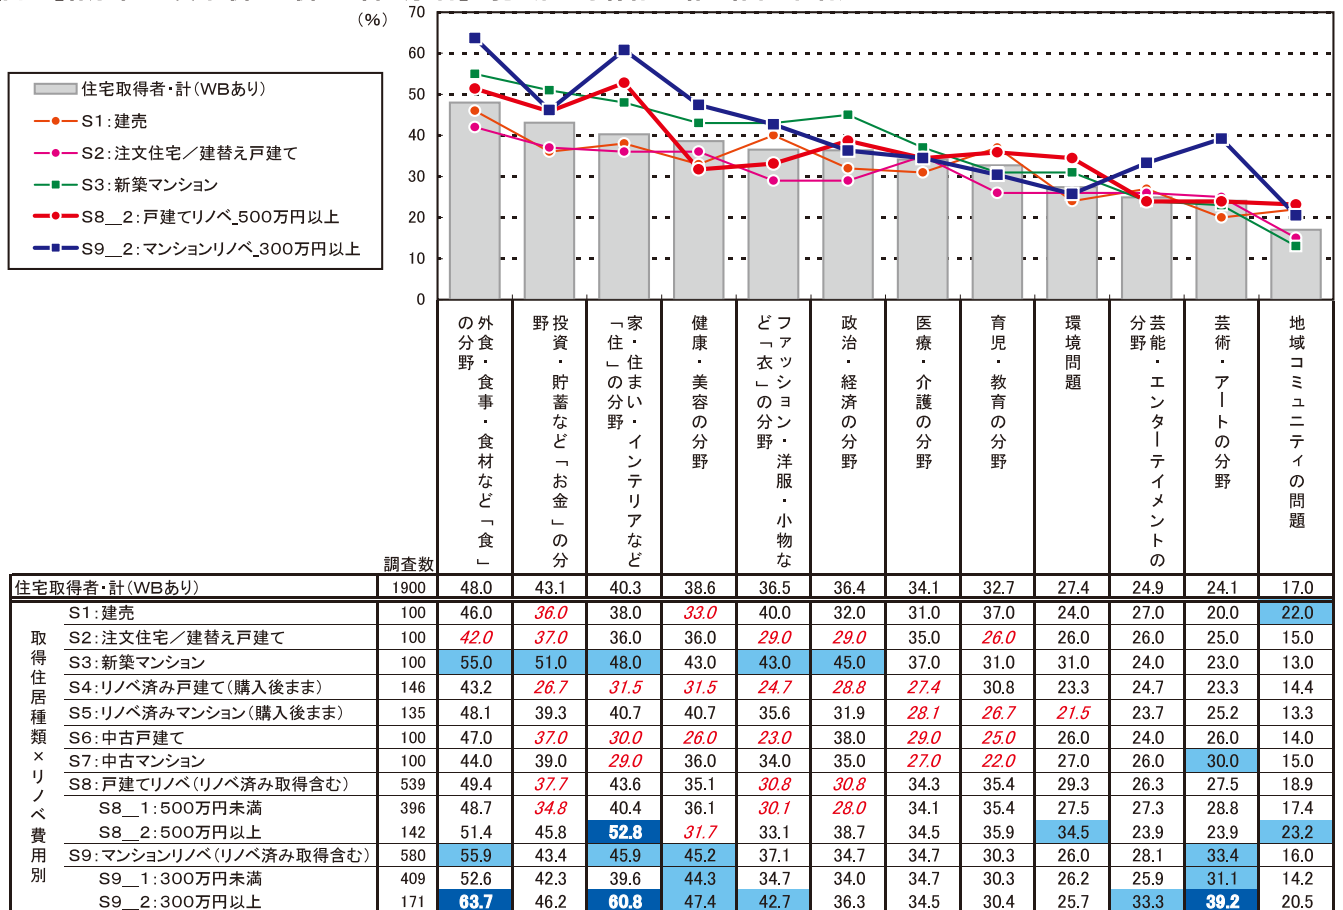 (%)
70
60
50
40
30
20
10
0
住宅取得者・計(WBあり)
S1:建売
S2:注文住宅／建替え戸建て
S3:新築マンション
S8__2:戸建てリノベ_500万円以上
S9__2:マンションリノベ_300万円以上
外食・食事・食材など「食」の分野
投資・貯蓄など「お金」の分野
家・住まい・インテリアなど「住」の分野
健康・美容の分野
ファッション・洋服・小物など「衣」の分野
政治・経済の分野
医療・介護の分野
育児・教育の分野
環境問題
芸能・エンターテイメントの分野
芸術・アートの分野
地域コミュニティの問題
調査数
住宅取得者・計(WBあり) 1900 48.0 43.1 40.3 38.6 36.5 36.4 34.1 32.7 27.4 24.9 24.1 17.0
取得住居種類×リノベ費用別
S1:建売 100 46.0 36.0 38.0 33.0 40.0 32.0 31.0 37.0 24.0 27.0 20.0 22.0
S2:注文住宅／建替え戸建て 100 42.0 37.0 36.0 36.0 29.0 29.0 35.0 26.0 26.0 26.0 25.0 15.0
S3:新築マンション 100 55.0 51.0 48.0 43.0 43.0 45.0 37.0 31.0 31.0 24.0 23.0 13.0
S4:リノベ済み戸建て(購入後まま) 146 43.2 26.7 31.5 31.5 24.7 28.8 27.4 30.8 23.3 24.7 23.3 14.4
S5:リノベ済みマンション(購入後まま) 135 48.1 39.3 40.7 40.7 35.6 31.9 28.1 26.7 21.5 23.7 25.2 13.3
S6:中古戸建て 100 47.0 37.0 30.0 26.0 23.0 38.0 29.0 25.0 26.0 24.0 26.0 14.0
S7:中古マンション 100 44.0 39.0 29.0 36.0 34.0 35.0 27.0 22.0 27.0 26.0 30.0 15.0
S8:戸建てリノベ(リノベ済み取得含む) 539 49.4 37.7 43.6 35.1 30.8 30.8 34.3 35.4 29.3 26.3 27.5 18.9
S8__1:500万円未満 396 48.7 34.8 40.4 36.1 30.1 28.0 34.1 35.4 27.5 27.3 28.8 17.4
S8__2:500万円以上 142 51.4 45.8 52.8 31.7 33.1 38.7 34.5 35.9 34.5 23.9 23.9 23.2
S9:マンションリノベ(リノベ済み取得含む) 580 55.9 43.4 45.9 45.2 37.1 34.7 34.7 30.3 26.0 28.1 33.4 16.0
S9__1:300万円未満 409 52.6 42.3 39.6 44.3 34.7 34.0 34.7 30.3 26.2 25.9 31.1 14.2
S9__2:300万円以上 171 63.7 46.2 60.8 47.4 42.7 36.3 34.5 30.4 25.7 33.3 39.2 20.5